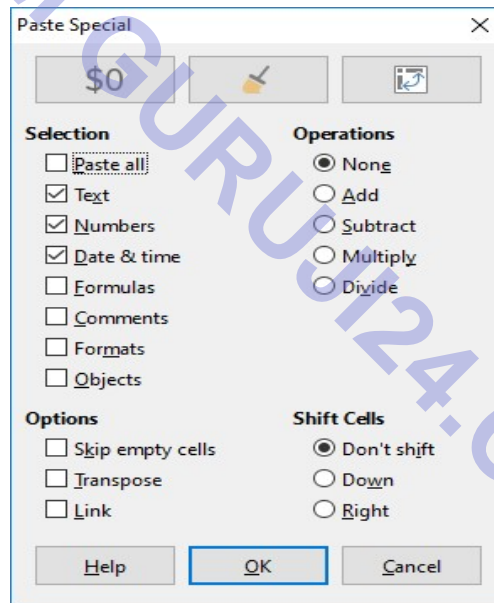 Paste Special
$0
Selection
Operations
Paste all
None
Text
Add
Numbers
Subtract
Date & time
Multiply
Formulas
Divide
Comments
Formats
Objects
Options
Shift Cells
Skip empty cells
Don't shift
Transpose
Down
Link
Right
Help
OK
Cancel
GURUJI24.